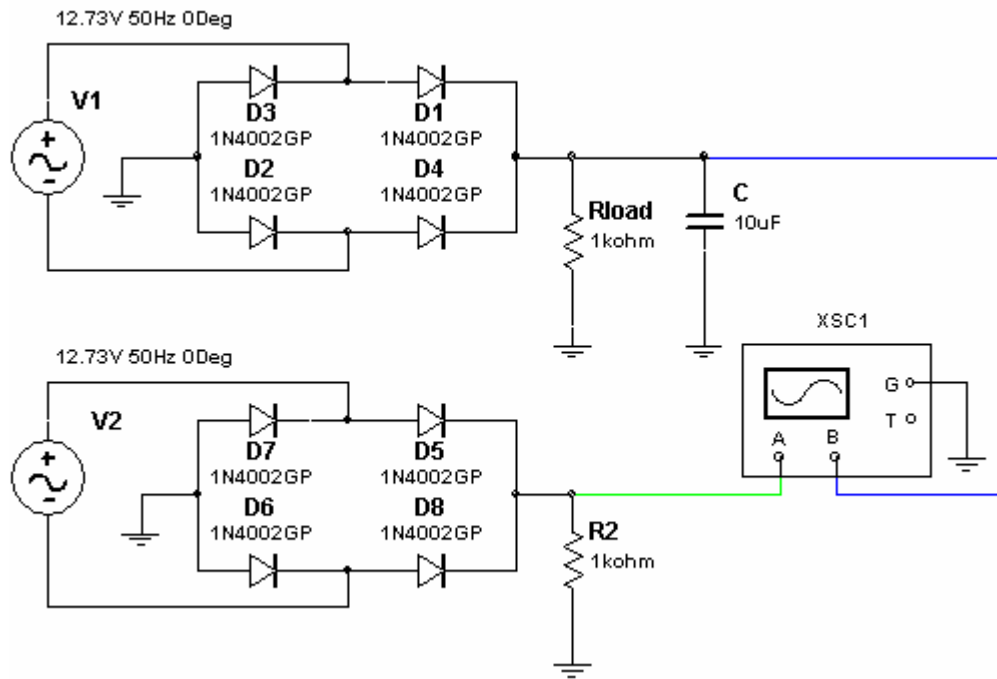 12.73V 50Hz 0Deg
V1
D3
1N4002GP
D1
1N4002GP
D2
1N4002GP
D4
1N4002GP
Rload
1kohm
C
10uF
XSC1
G
T
A
B
12.73V 50Hz 0Deg
V2
D7
1N4002GP
D5
1N4002GP
D6
1N4002GP
D8
1N4002GP
R2
1kohm